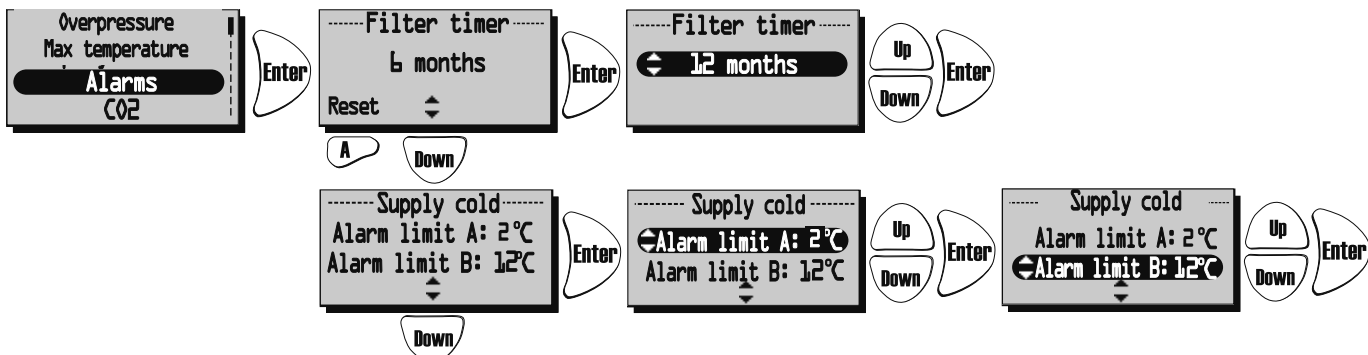 Overpressure
Max temperature
Alarms
CO2
Enter
Filter timer
6 months
Reset
A
Down
Enter
Filter timer
12 months
Up
Down
Enter
Supply cold
Alarm limit A: 2°C
Alarm limit B: 12°C
Down
Enter
Supply cold
Alarm limit A: 2°C
Alarm limit B: 12°C
Up
Down
Enter
Supply cold
Alarm limit A: 2°C
Alarm limit B: 12°C
Up
Down
Enter